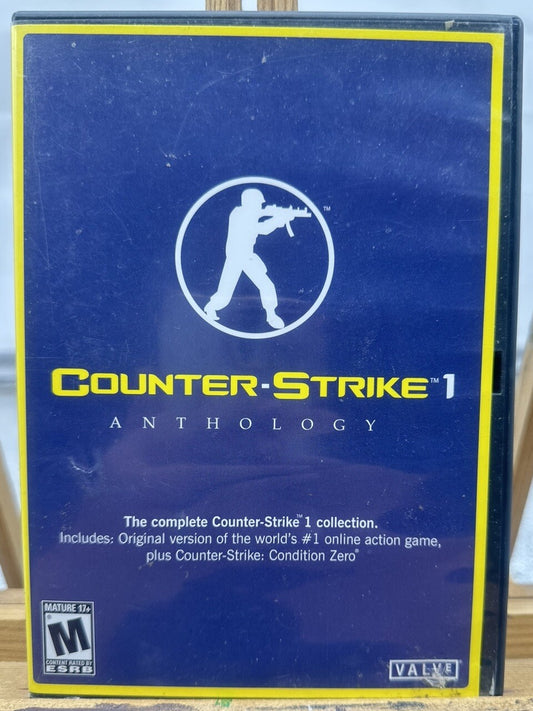 ™
COUNTER-STRIKE™ 1
ANTHOLOGY
The complete Counter-Strike™ 1 collection.
Includes: Original version of the world's #1 online action game,
plus Counter-Strike: Condition Zero®
MATURE 17+
M
CONTENT RATED BY
ESRB
VALVE